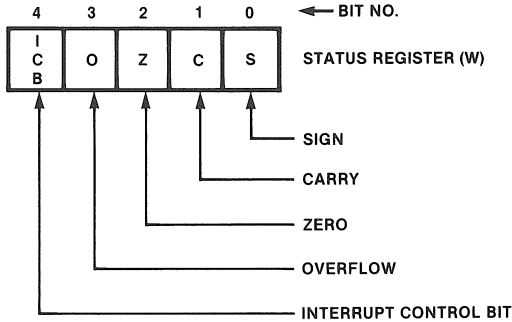 4 3 2 1 0 BIT NO.
I
C
B
O Z C S STATUS REGISTER (W)
SIGN
CARRY
ZERO
OVERFLOW
INTERRUPT CONTROL BIT